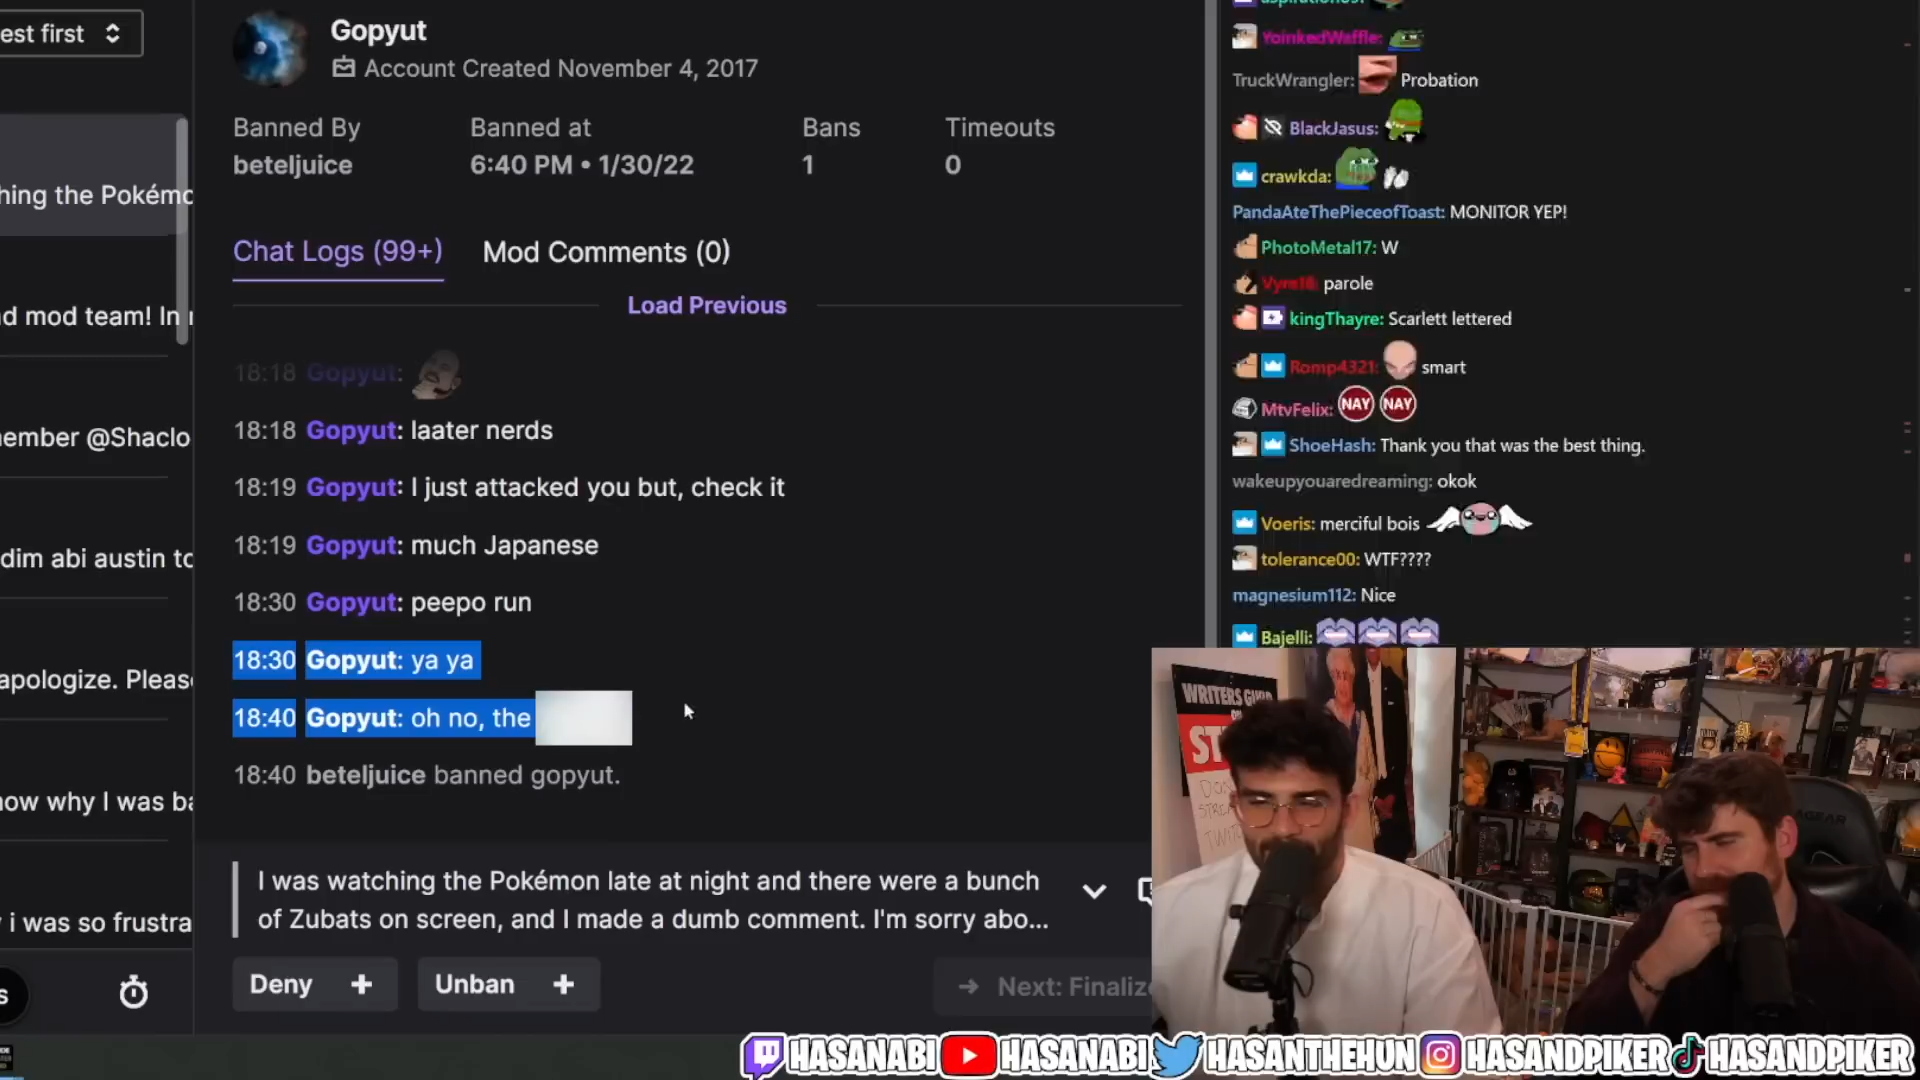 est first
Gopyut
Account Created November 4, 2017
Banned By
Banned at
Bans
Timeouts
beteljuice
6:40 PM • 1/30/22
1
0
Chat Logs (99+)
Mod Comments (0)
Load Previous
18:18 Gopyut:
18:18 Gopyut: laater nerds
18:19 Gopyut: I just attacked you but, check it
18:19 Gopyut: much Japanese
18:30 Gopyut: peepo run
18:30 Gopyut: ya ya
18:40 Gopyut: oh no, the
18:40 beteljuice banned gopyut.
I was watching the Pokémon late at night and there were a bunch
of Zubats on screen, and I made a dumb comment. I'm sorry abo...
Deny +
Unban +
Next: Finaliz
hing the Pokémo
d mod team! In
ember @Shaclo
dim abi austin to
apologize. Pleas
ow why I was ba
i was so frustra
s
YoinkedWaffle:
TruckWrangler: Probation
BlackJasus:
crawkda:
PandaAteThePieceofToast: MONITOR YEP!
PhotoMetal17: W
Vyre18: parole
kingThayre: Scarlett lettered
Romp4321: smart
MtvFelix: NAY NAY
ShoeHash: Thank you that was the best thing.
wakeupyouaredreaming: okok
Voeris: merciful bois
tolerance00: WTF????
magnesium112: Nice
Bajelli:
WRITERS GU
HASANABI
HASANABI
HASANTHEHUN
HASANDPIKER
HASANDPIKER